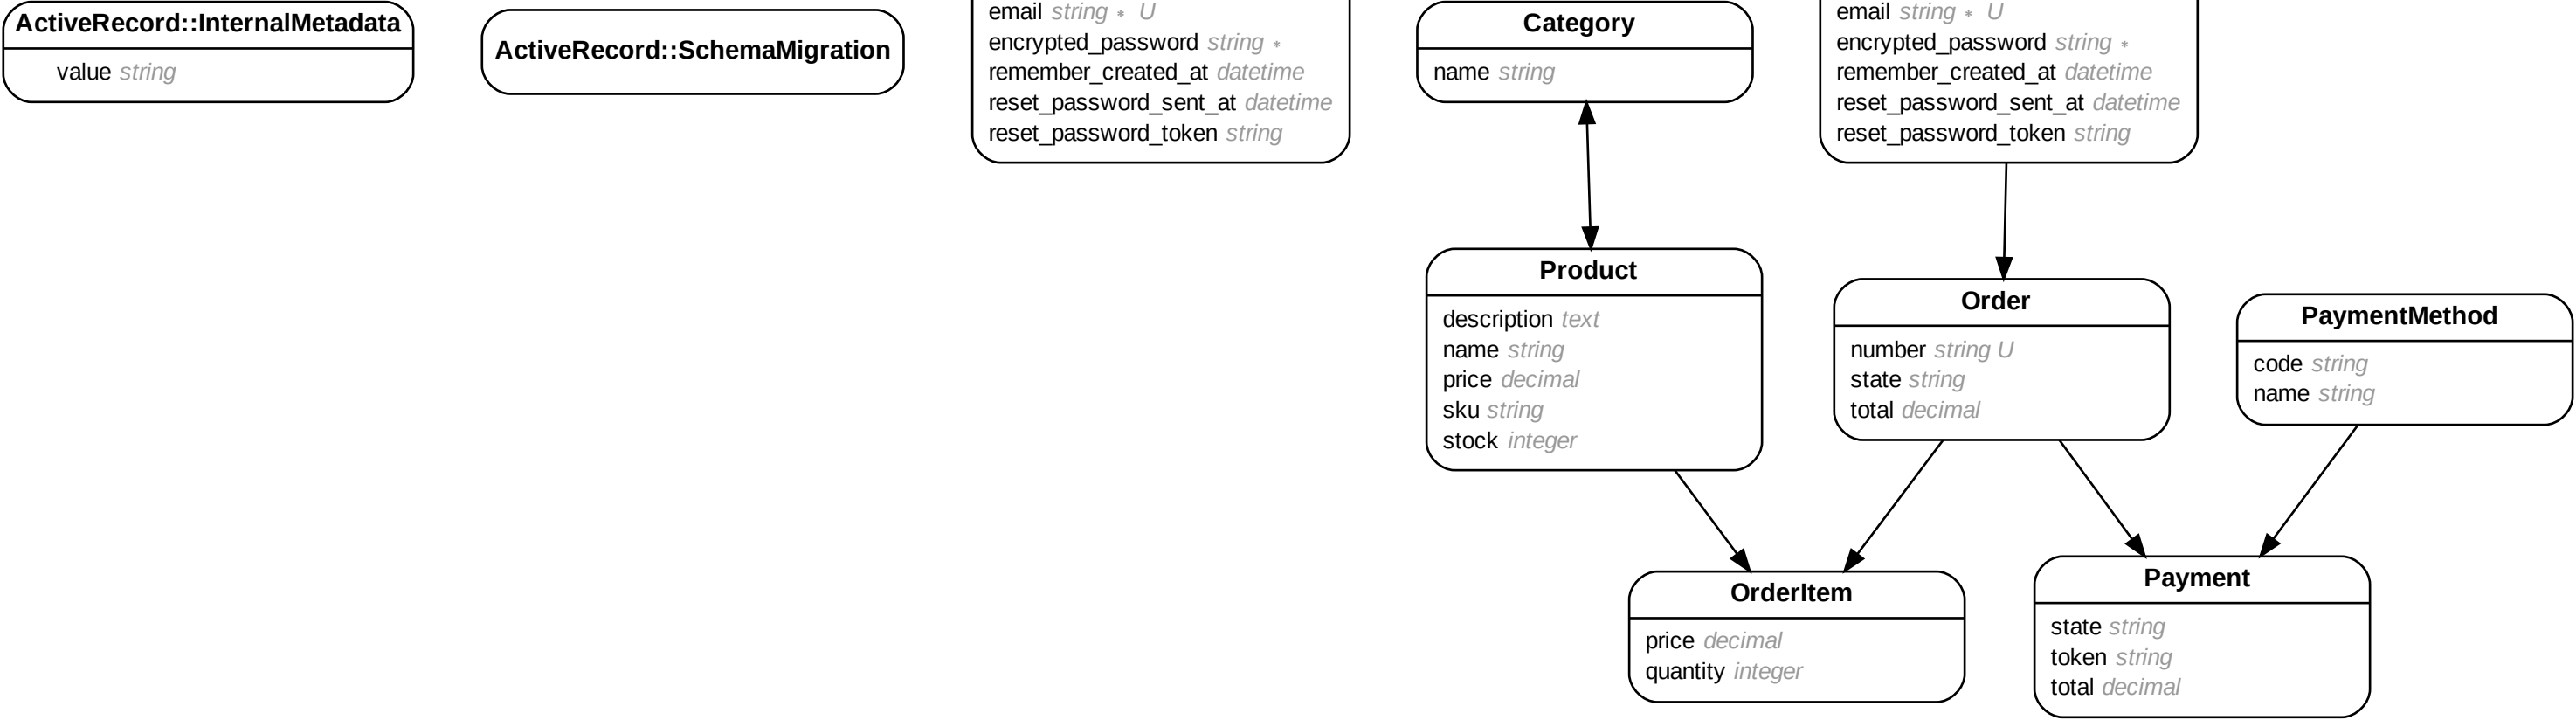 ActiveRecord::InternalMetadata
value string
ActiveRecord::SchemaMigration
email string * U
encrypted_password string *
remember_created_at datetime
reset_password_sent_at datetime
reset_password_token string
Category
name string
email string * U
encrypted_password string *
remember_created_at datetime
reset_password_sent_at datetime
reset_password_token string
Product
description text
name string
price decimal
sku string
stock integer
Order
number string U
state string
total decimal
PaymentMethod
code string
name string
OrderItem
price decimal
quantity integer
Payment
state string
token string
total decimal